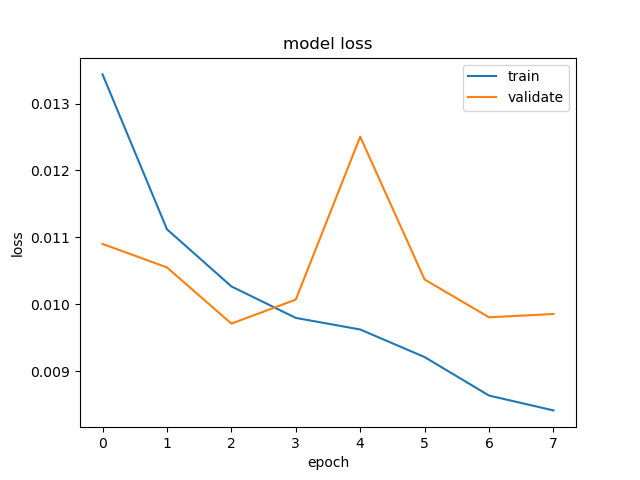 model loss
train
validate
0.013
0.012
0.011
0.010
0.009
loss
0 1 2 3 4 5 6 7
epoch